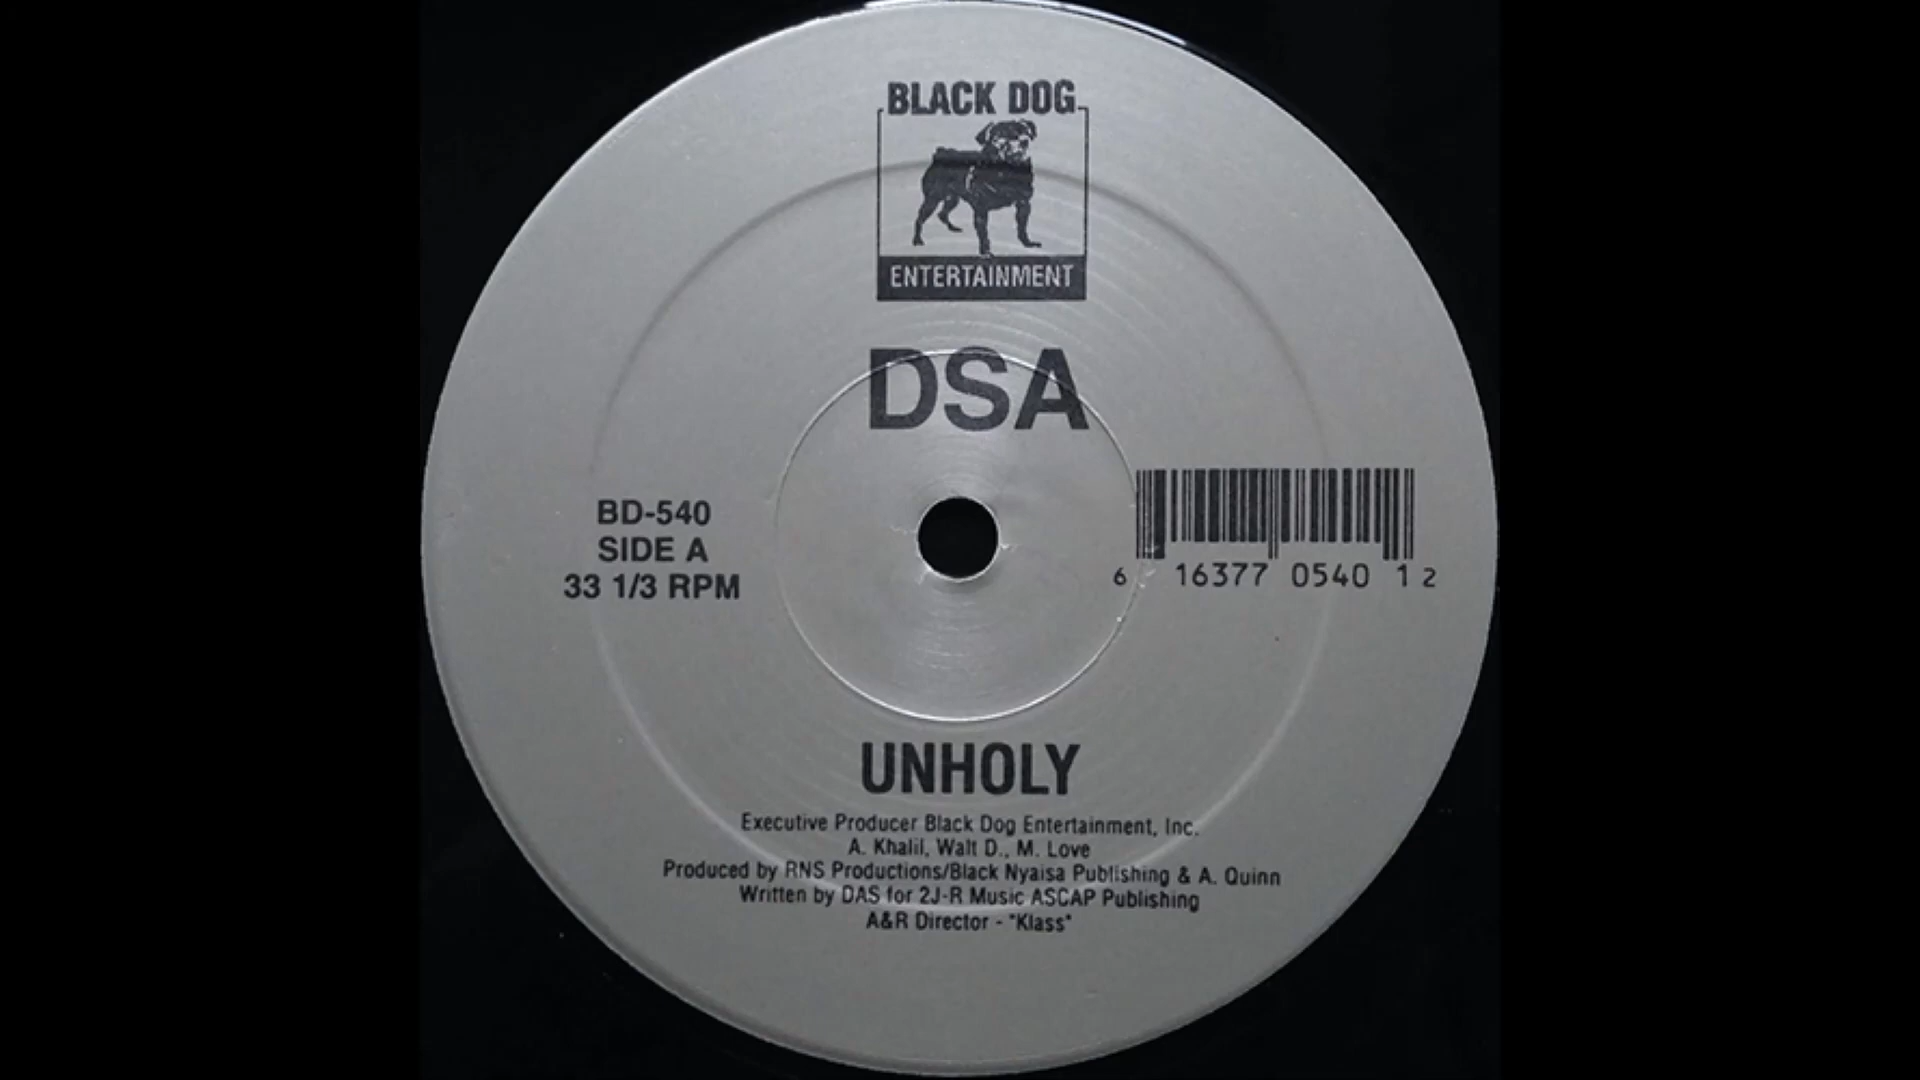 BLACK DOG
ENTERTAINMENT
DSA
BD-540
SIDE A
33 1/3 RPM
6 16377 0540 1 2
UNHOLY
Executive Producer Black Dog Entertainment, Inc.
A. Khalil, Walt D., M. Love
Produced by RNS Productions/Black Nyaisa Publishing & A. Quinn
Written by DAS for 2J-R Music ASCAP Publishing
A&R Director - "Klass"